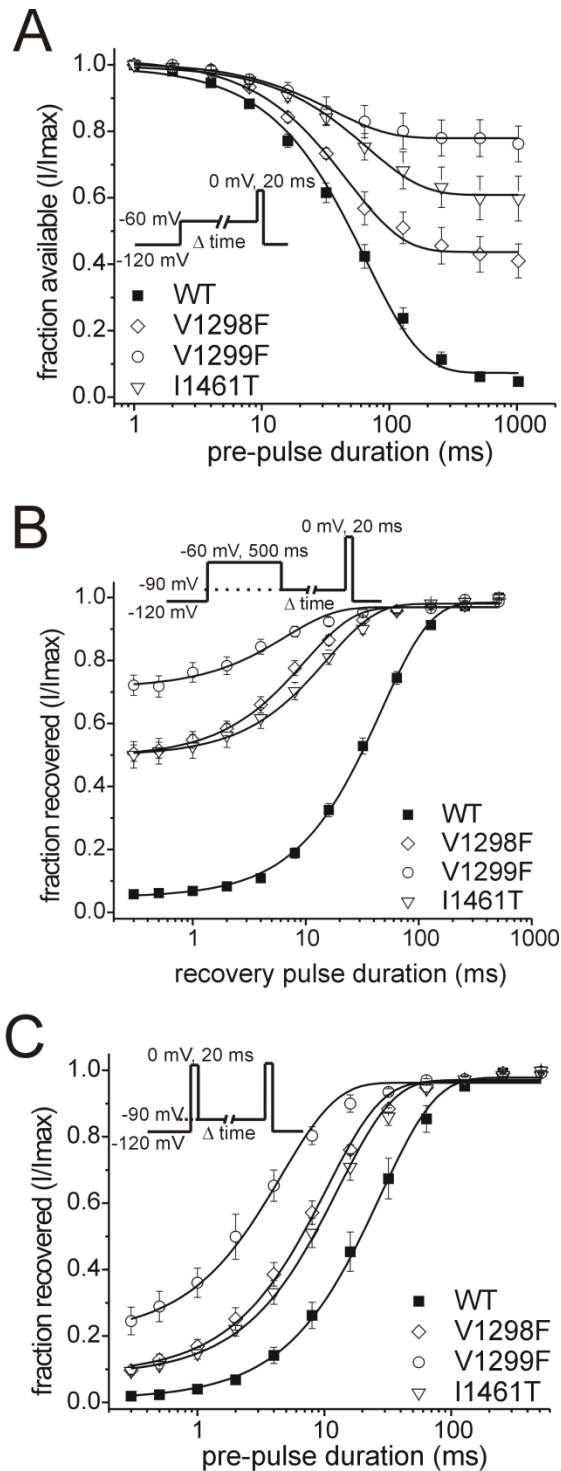 A
fraction available (I/Imax)
1.0
0.8
0.6
0.4
0.2
0.0
0 mV, 20 ms
-60 mV
-120 mV
Δ time
WT
V1298F
V1299F
I1461T
1
10
100
1000
pre-pulse duration (ms)
B
fraction recovered (I/Imax)
1.0
0.8
0.6
0.4
0.2
0.0
0 mV, 20 ms
-60 mV, 500 ms
-90 mV
-120 mV
Δ time
WT
V1298F
V1299F
I1461T
1
10
100
1000
recovery pulse duration (ms)
C
fraction recovered (I/Imax)
1.0
0.8
0.6
0.4
0.2
0.0
0 mV, 20 ms
-90 mV
-120 mV
Δ time
WT
V1298F
V1299F
I1461T
1
10
100
pre-pulse duration (ms)